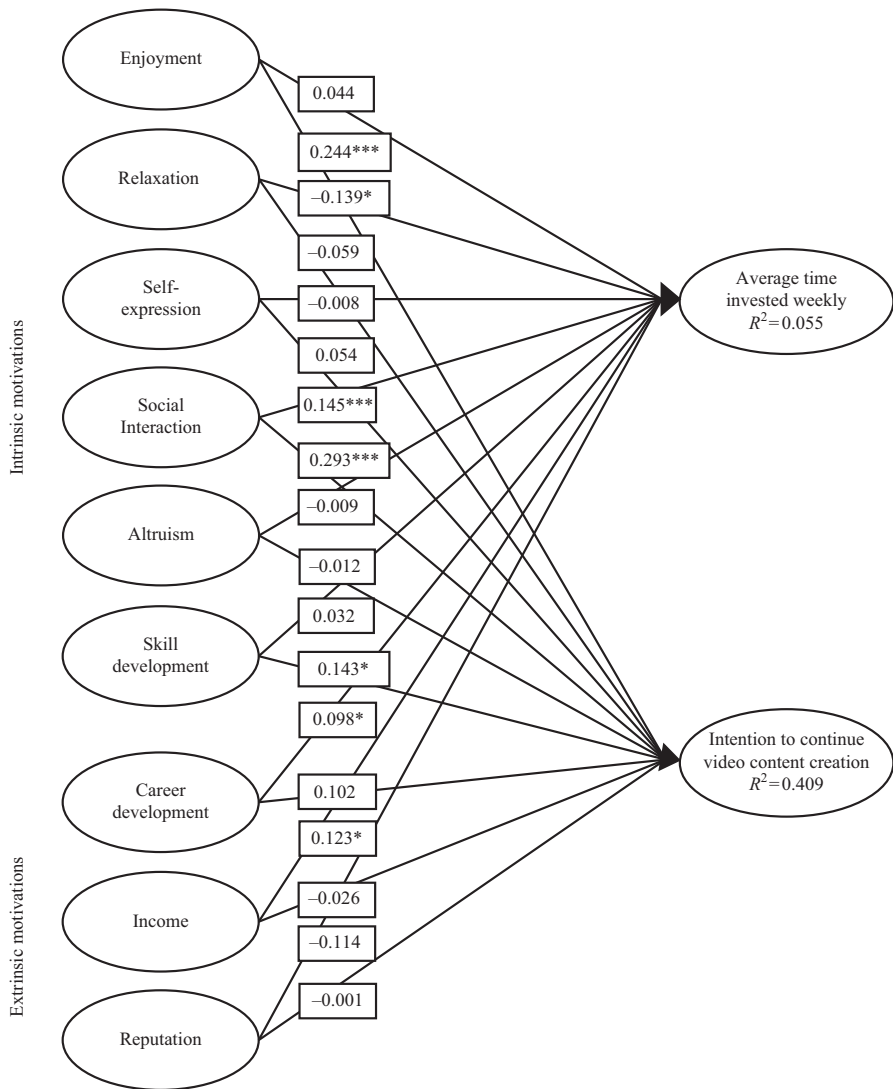 Enjoyment
Relaxation
Self-
expression
Social
Interaction
Altruism
Skill
development
Career
development
Income
Reputation
Intrinsic motivations
Extrinsic motivations
0.044
0.244***
–0.139*
–0.059
–0.008
0.054
0.145***
0.293***
–0.009
–0.012
0.032
0.143*
0.098*
0.102
0.123*
–0.026
–0.114
–0.001
Average time
invested weekly
R²=0.055
Intention to continue
video content creation
R²=0.409